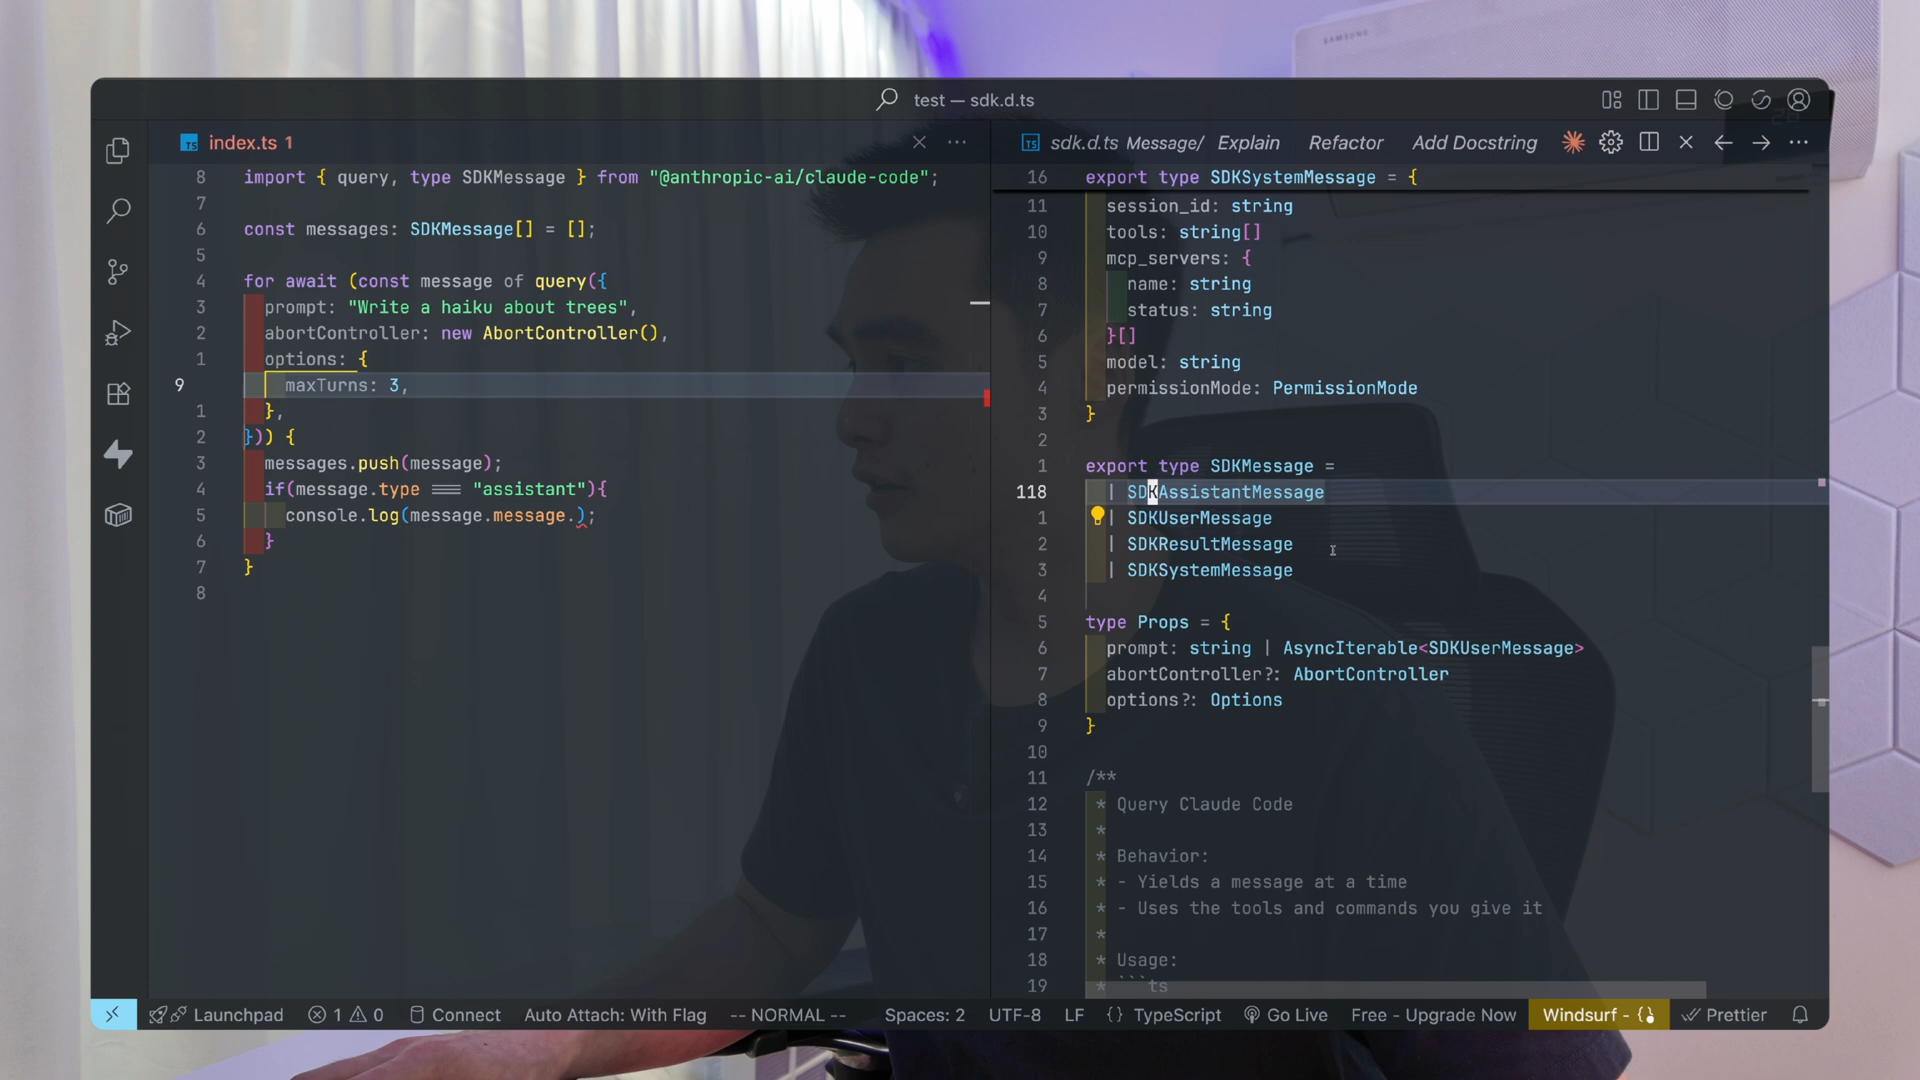 SAMSUNG
test — sdk.d.ts
index.ts 1
8 import { query, type SDKMessage } from "@anthropic-ai/claude-code";
7
6 const messages: SDKMessage[] = [];
5
4 for await (const message of query({
3 prompt: "Write a haiku about trees",
2 abortController: new AbortController(),
1 options: {
9 maxTurns: 3,
1 },
2 })) {
3 messages.push(message);
4 if(message.type === "assistant"){
5 console.log(message.message.);
6 }
7 }
8
sdk.d.ts Message/ Explain Refactor Add Docstring
16 export type SDKSystemMessage = {
11 session_id: string
10 tools: string[]
9 mcp_servers: {
8 name: string
7 status: string
6 }[]
5 model: string
4 permissionMode: PermissionMode
3 }
2
1 export type SDKMessage =
118 | SDKAssistantMessage
1 | SDKUserMessage
2 | SDKResultMessage
3 | SDKSystemMessage
4
5 type Props = {
6 prompt: string | AsyncIterable<SDKUserMessage>
7 abortController?: AbortController
8 options?: Options
9 }
10
11 /**
12 * Query Claude Code
13 *
14 * Behavior:
15 * - Yields a message at a time
16 * - Uses the tools and commands you give it
17 *
18 * Usage:
19 * ```ts
Launchpad 1 0 Connect Auto Attach: With Flag -- NORMAL -- Spaces: 2 UTF-8 LF {} TypeScript Go Live Free - Upgrade Now Windsurf - {} Prettier